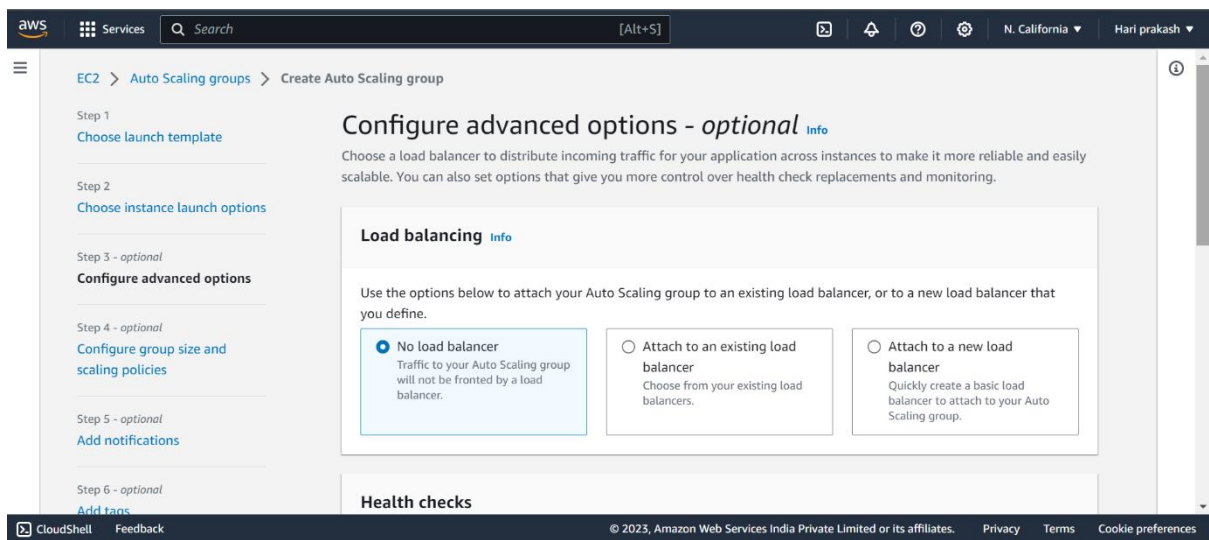 aws Services Search [Alt+S] N. California ▼ Hari prakash ▼
EC2 > Auto Scaling groups > Create Auto Scaling group
Step 1
Choose launch template
Step 2
Choose instance launch options
Step 3 - optional
Configure advanced options
Step 4 - optional
Configure group size and
scaling policies
Step 5 - optional
Add notifications
Step 6 - optional
Add tags
Configure advanced options - optional Info
Choose a load balancer to distribute incoming traffic for your application across instances to make it more reliable and easily
scalable. You can also set options that give you more control over health check replacements and monitoring.
Load balancing Info
Use the options below to attach your Auto Scaling group to an existing load balancer, or to a new load balancer that
you define.
No load balancer
Traffic to your Auto Scaling group
will not be fronted by a load
balancer.
Attach to an existing load
balancer
Choose from your existing load
balancers.
Attach to a new load
balancer
Quickly create a basic load
balancer to attach to your Auto
Scaling group.
Health checks
CloudShell Feedback © 2023, Amazon Web Services India Private Limited or its affiliates. Privacy Terms Cookie preferences